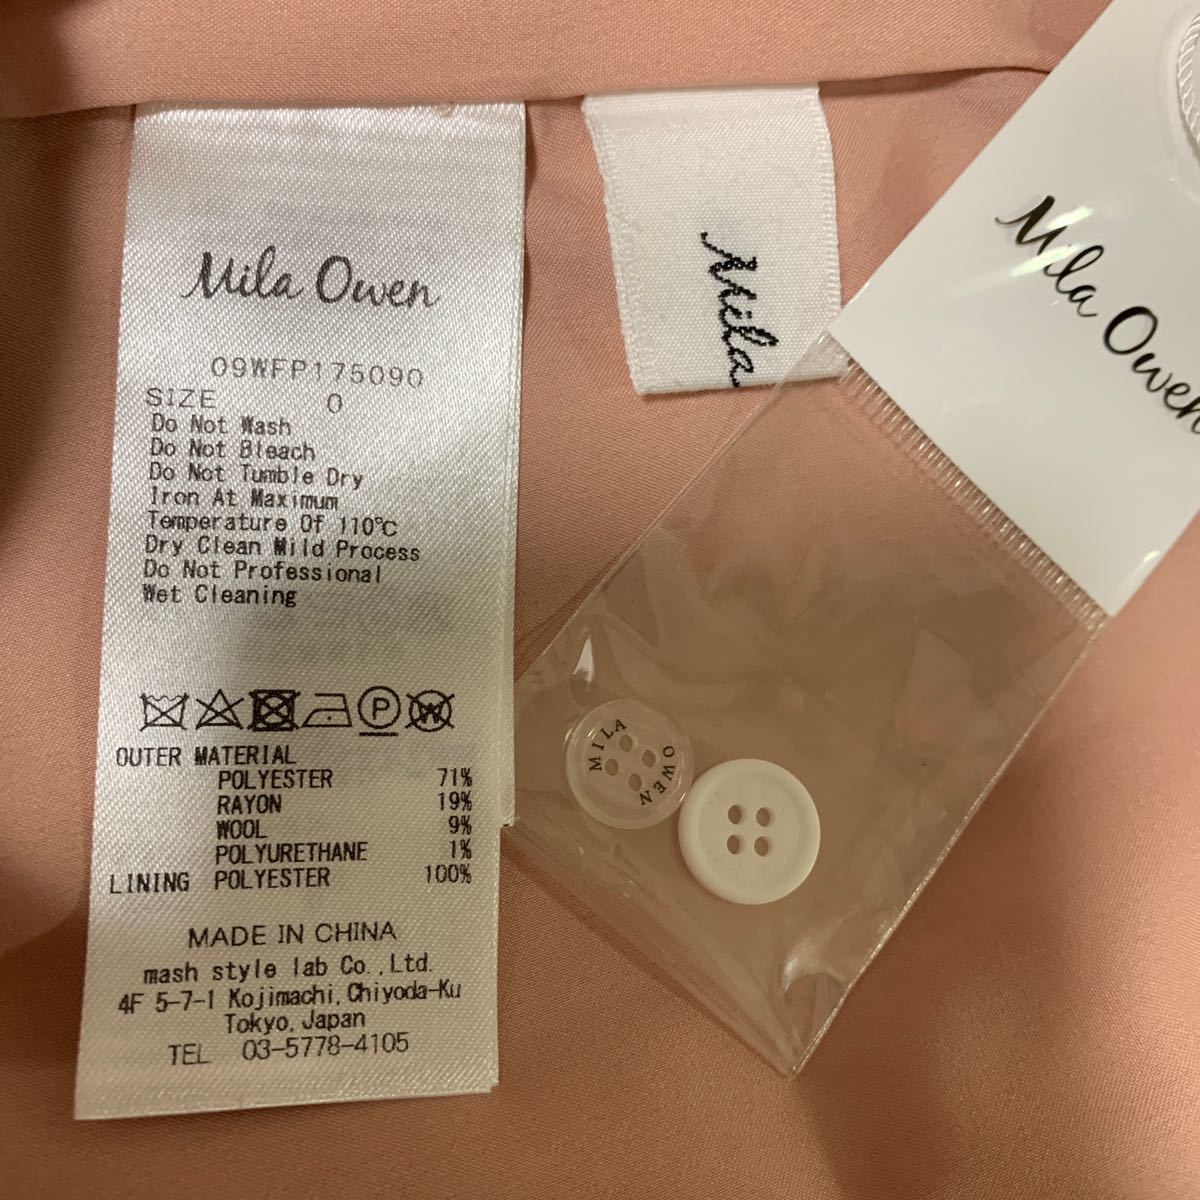 Mila Owen
09WFP175090
SIZE 0
Do Not Wash
Do Not Bleach
Do Not Tumble Dry
Iron At Maximum
Temperature Of 110℃
Dry Clean Mild Process
Do Not Professional
Wet Cleaning
P W
OUTER MATERIAL
POLYESTER 71%
RAYON 19%
WOOL 9%
POLYURETHANE 1%
LINING POLYESTER 100%
MADE IN CHINA
mash style lab Co.,Ltd.
4F 5-7-1 Kojimachi,Chiyoda-Ku
Tokyo,Japan
TEL 03-5778-4105
Mila
Mila Owen
MILA OWEN